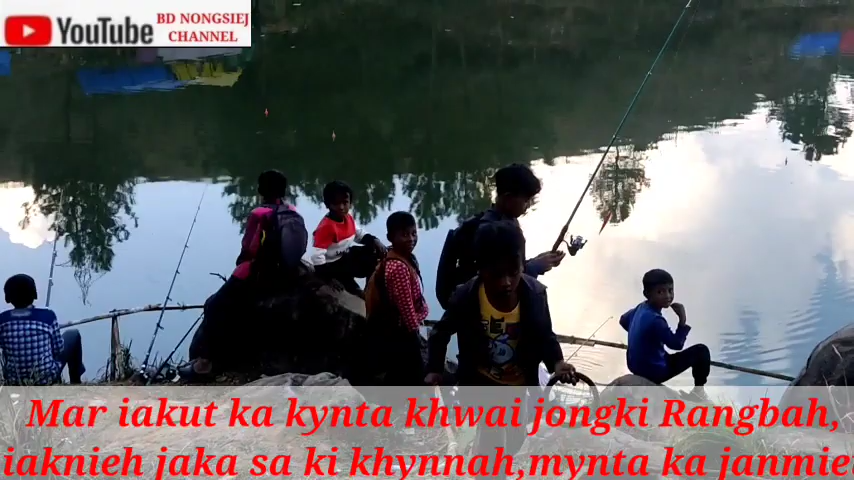 YouTube
BD NONGSIEJ
CHANNEL
Mar iakut ka kynta khwai jongki Rangbah,
iaknieh jaka sa ki khynnah,mynta ka janmiet